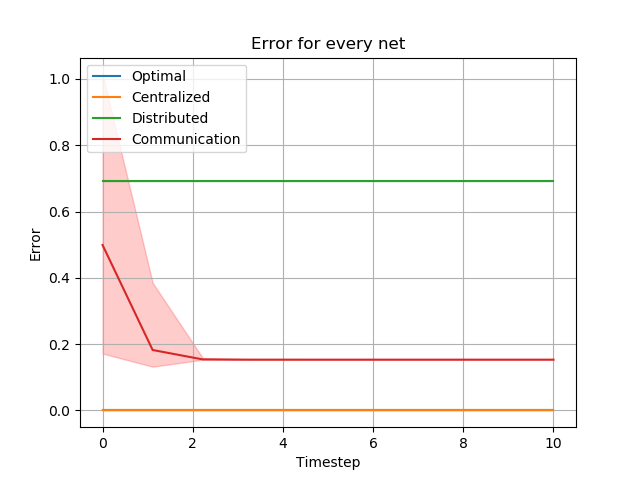 Error for every net
Optimal
Centralized
Distributed
Communication
1.0
0.8
0.6
0.4
0.2
0.0
Error
0 2 4 6 8 10
Timestep